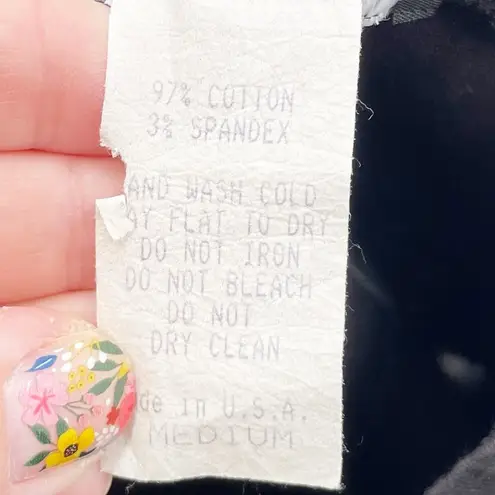 97% COTTON
3% SPANDEX
AND WASH COLD
AY FLAT TO DRY
DO NOT IRON
DO NOT BLEACH
DO NOT
DRY CLEAN
de in U.S.A.
MEDIUM